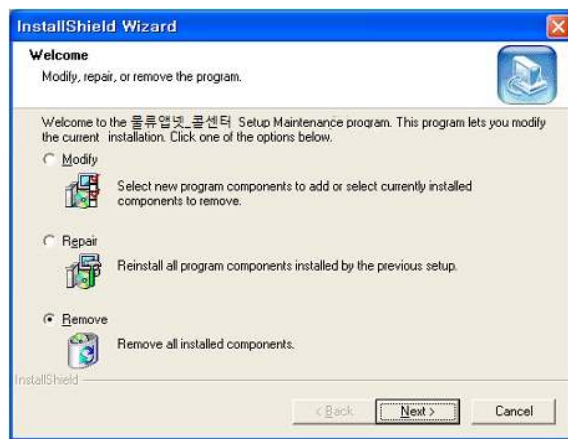 InstallShield Wizard
Welcome
Modify, repair, or remove the program.
Welcome to the 물류앱넷_콜센터 Setup Maintenance program. This program lets you modify
the current installation. Click one of the options below.
Modify
Select new program components to add or select currently installed
components to remove.
Repair
Reinstall all program components installed by the previous setup.
Remove
Remove all installed components.
InstallShield
< Back Next > Cancel